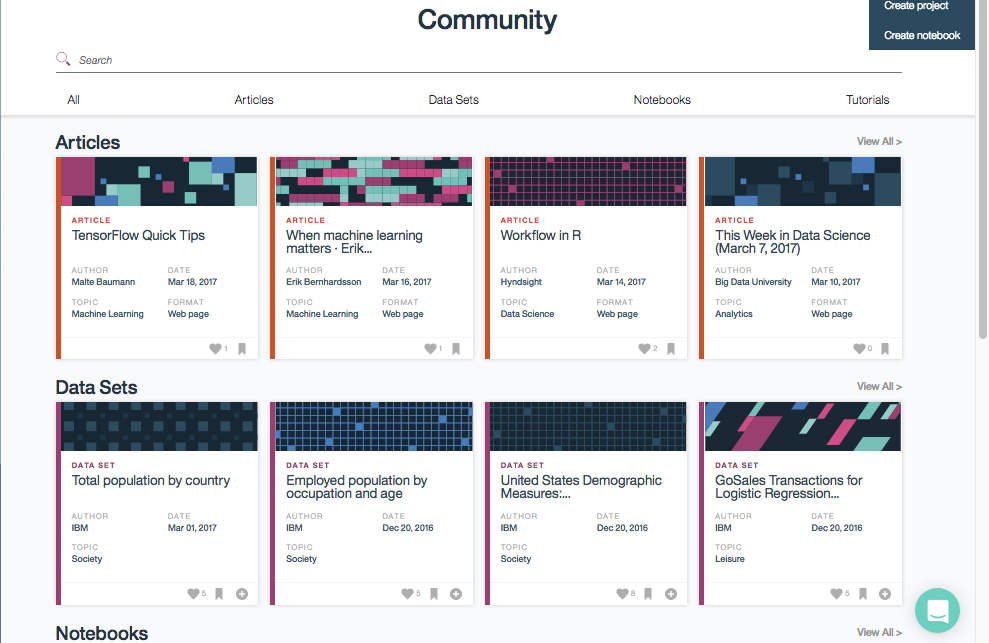 Community
Create project
Create notebook
Search
All Articles Data Sets Notebooks Tutorials
Articles View All >
ARTICLE
TensorFlow Quick Tips
AUTHOR DATE
Malte Baumann Mar 18, 2017
TOPIC FORMAT
Machine Learning Web page
1
ARTICLE
When machine learning
matters · Erik...
AUTHOR DATE
Erik Bernhardsson Mar 16, 2017
TOPIC FORMAT
Machine Learning Web page
1
ARTICLE
Workflow in R
AUTHOR DATE
Hyndsight Mar 14, 2017
TOPIC FORMAT
Data Science Web page
2
ARTICLE
This Week in Data Science
(March 7, 2017)
AUTHOR DATE
Big Data University Mar 10, 2017
TOPIC FORMAT
Analytics Web page
0
Data Sets View All >
DATA SET
Total population by country
AUTHOR DATE
IBM Mar 01, 2017
TOPIC
Society
5
DATA SET
Employed population by
occupation and age
AUTHOR DATE
IBM Dec 20, 2016
TOPIC
Society
5
DATA SET
United States Demographic
Measures:...
AUTHOR DATE
IBM Dec 20, 2016
TOPIC
Society
8
DATA SET
GoSales Transactions for
Logistic Regression...
AUTHOR DATE
IBM Dec 20, 2016
TOPIC
Leisure
5
Notebooks View All >